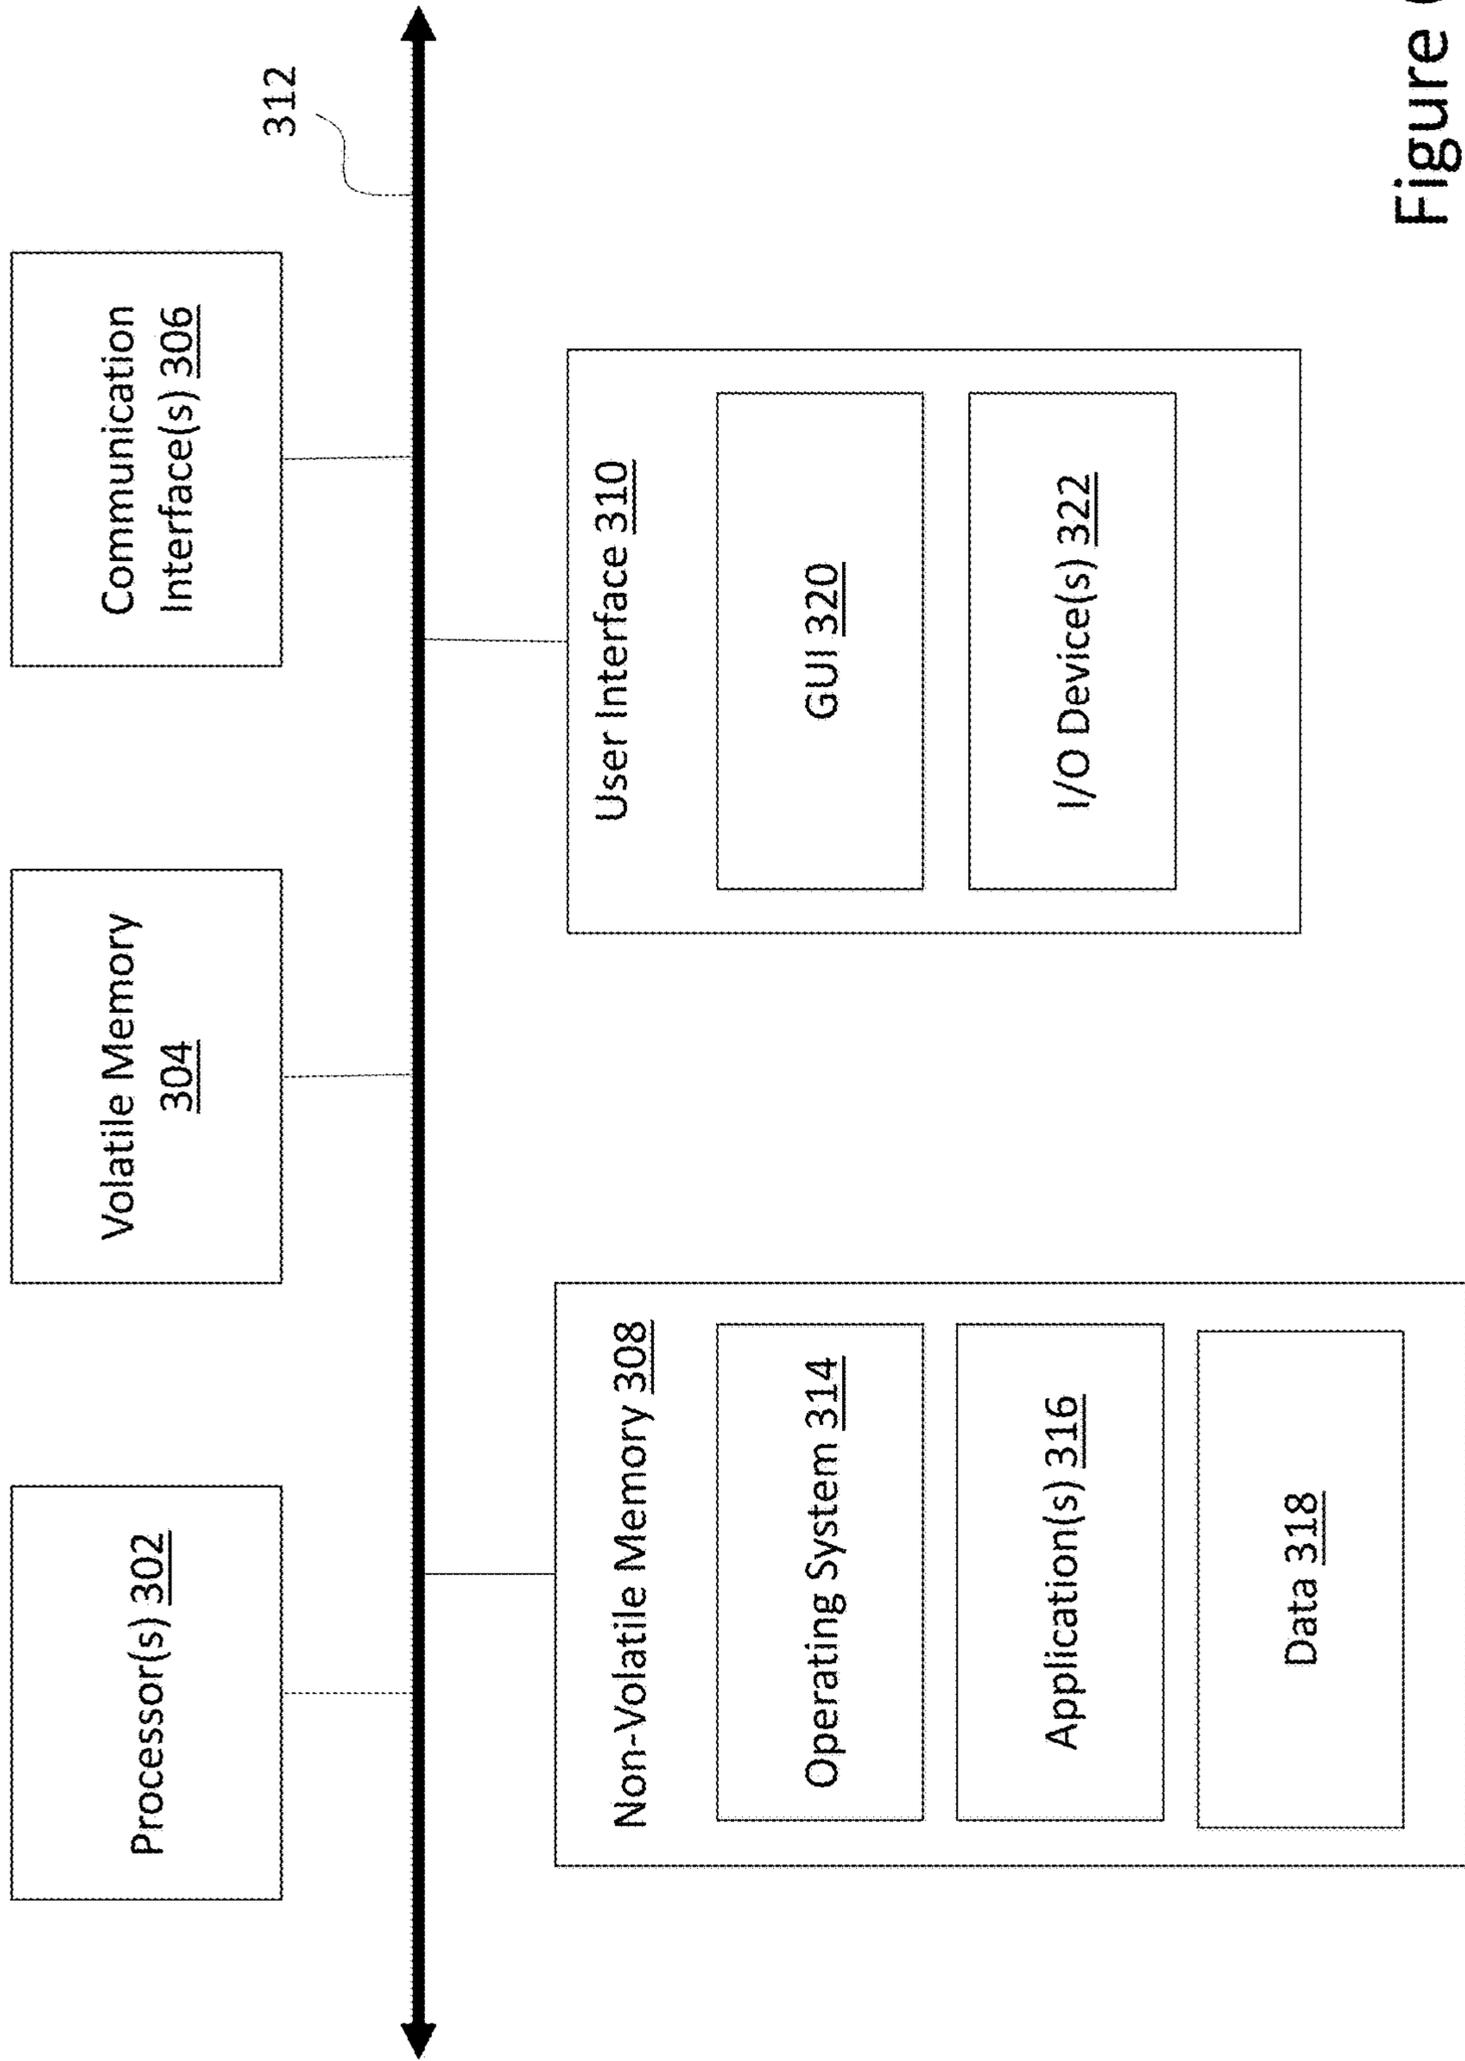 Processor(s) 302
Volatile Memory
304
Communication
Interface(s) 306
312
Non-Volatile Memory 308
Operating System 314
Application(s) 316
Data 318
User Interface 310
GUI 320
I/O Device(s) 322
Figure